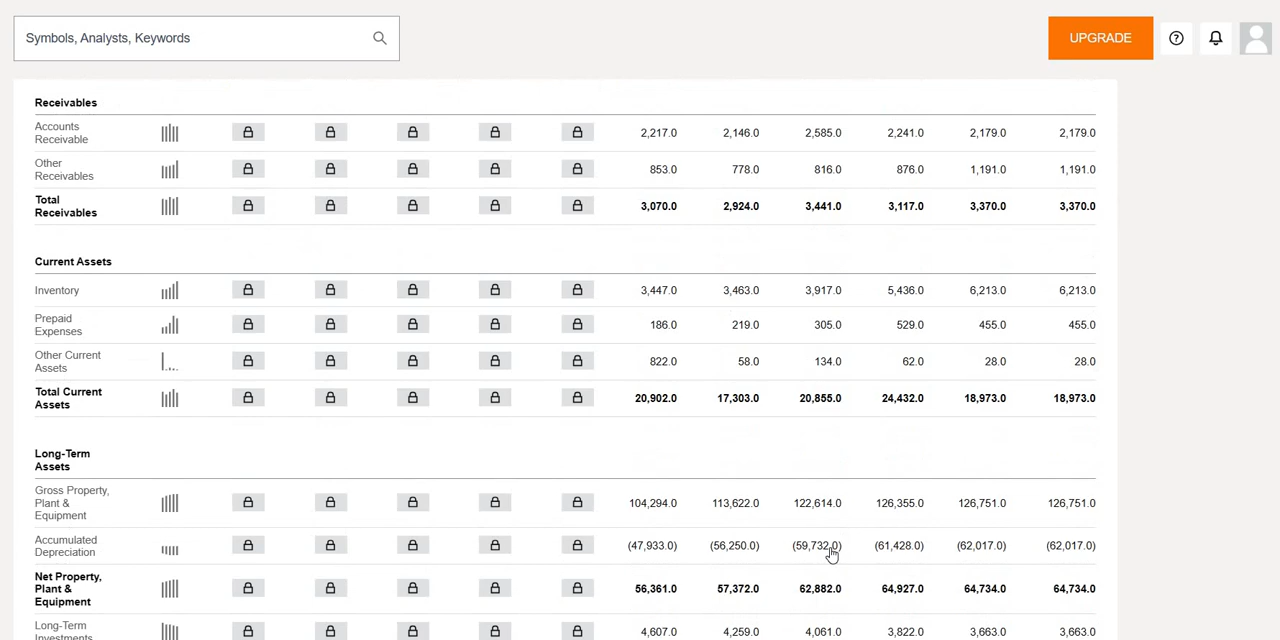 Symbols, Analysts, Keywords
UPGRADE
Receivables
Accounts
Receivable
2,217.0 2,146.0 2,585.0 2,241.0 2,179.0 2,179.0
Other
Receivables
853.0 778.0 816.0 876.0 1,191.0 1,191.0
Total
Receivables
3,070.0 2,924.0 3,441.0 3,117.0 3,370.0 3,370.0
Current Assets
Inventory 3,447.0 3,463.0 3,917.0 5,436.0 6,213.0 6,213.0
Prepaid
Expenses
186.0 219.0 305.0 529.0 455.0 455.0
Other Current
Assets
822.0 58.0 134.0 62.0 28.0 28.0
Total Current
Assets
20,902.0 17,303.0 20,855.0 24,432.0 18,973.0 18,973.0
Long-Term
Assets
Gross Property,
Plant &
Equipment
104,294.0 113,622.0 122,614.0 126,355.0 126,751.0 126,751.0
Accumulated
Depreciation
(47,933.0) (56,250.0) (59,732.0) (61,428.0) (62,017.0) (62,017.0)
Net Property,
Plant &
Equipment
56,361.0 57,372.0 62,882.0 64,927.0 64,734.0 64,734.0
Long-Term
Investments
4,607.0 4,259.0 4,061.0 3,822.0 3,663.0 3,663.0